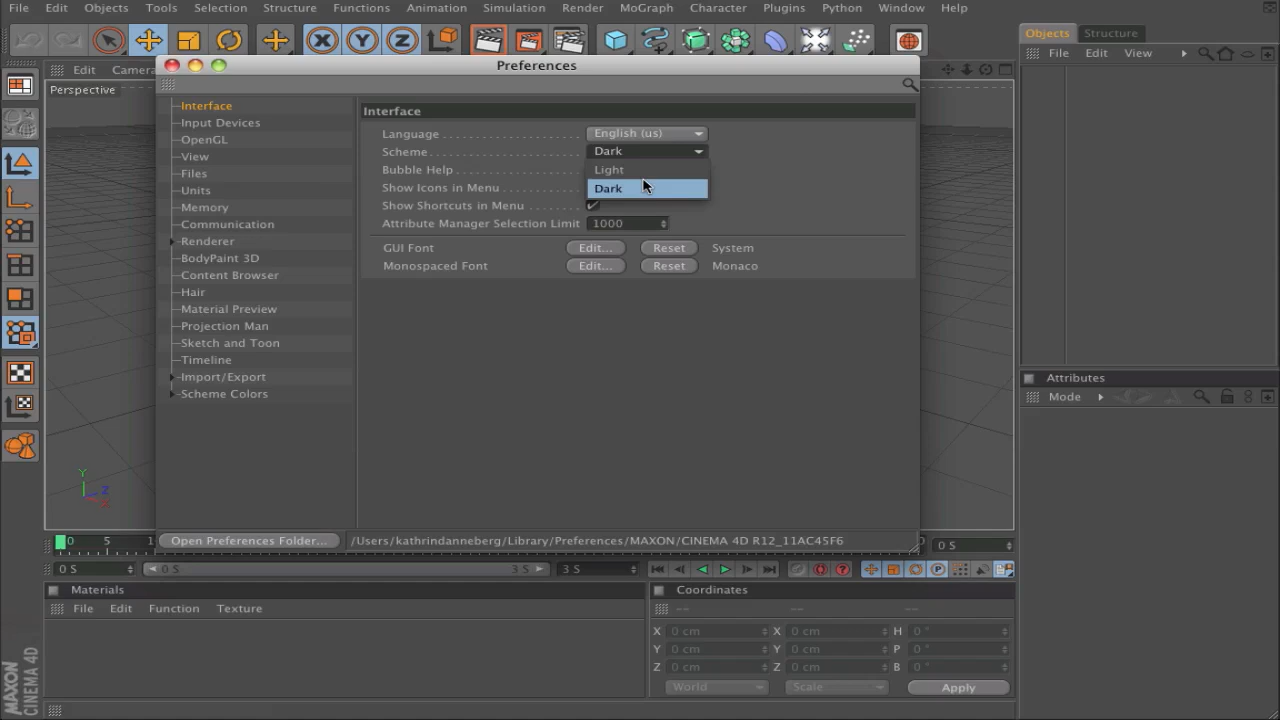 File Edit Objects Tools Selection Structure Functions Animation Simulation Render MoGraph Character Plugins Python Window Help
X Y Z
Objects Structure
File Edit View
Edit Camera
Perspective
Preferences
Interface
Input Devices
OpenGL
View
Files
Units
Memory
Communication
Renderer
BodyPaint 3D
Content Browser
Hair
Material Preview
Projection Man
Sketch and Toon
Timeline
Import/Export
Scheme Colors
Interface
Language English (us)
Scheme Dark
Bubble Help Light
Show Icons in Menu Dark
Show Shortcuts in Menu
Attribute Manager Selection Limit 1000
GUI Font Edit... Reset System
Monospaced Font Edit... Reset Monaco
Open Preferences Folder... /Users/kathrindanneberg/Library/Preferences/MAXON/CINEMA 4D R12_11AC45F6
Attributes
Mode
Y
Z
X
0 5 0 S
0 S 0 S 3 S 3 S
Materials
File Edit Function Texture
Coordinates
-- -- --
X 0 cm X 0 cm H 0 °
Y 0 cm Y 0 cm P 0 °
Z 0 cm Z 0 cm B 0 °
World Scale Apply
MAXON
CINEMA 4D